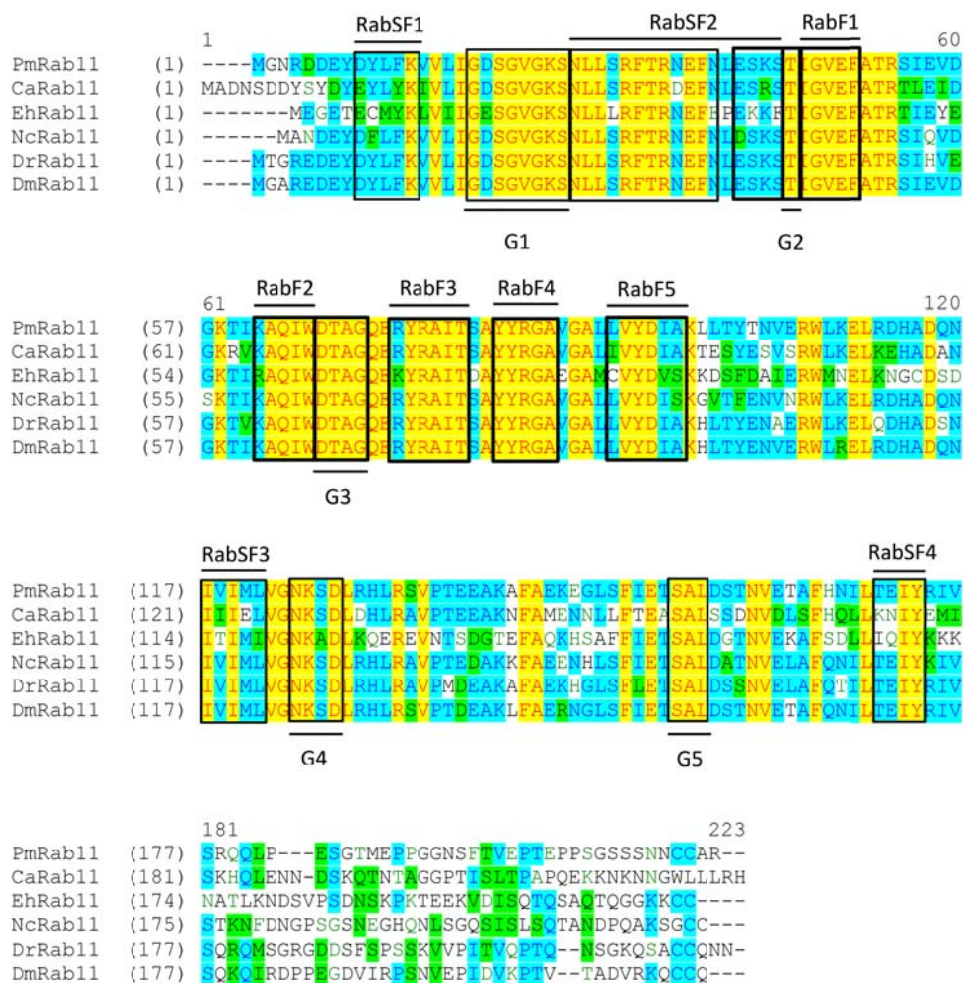 RabSF1 RabSF2 RabF1
1 60
PmRab11 (1) ----MGNRDDEYDYLFKVVLIGDSGVGKSNLLSRFTRNEFNLESKSTIGVEFATRSIEVD
CaRab11 (1) MADNSDDYSYDYEYLYKIVLIGDSGVGKSNLLSRFTRDEFNLESRSTIGVEFATRTLEID
EhRab11 (1) -------MEGETECMYKLVLIGESGVGKSNLLLRFTRNEFHPEKKFTIGVEFATRTIEYE
NcRab11 (1) ------MANDEYDFLFKVVLIGDSGVGKSNLLSRFTRNEFNLDSKSTIGVEFATRSIQVD
DrRab11 (1) ----MTGREDEYDYLFKVVLIGDSGVGKSNLLSRFTRNEFNLESKSTIGVEFATRSIHVE
DmRab11 (1) ----MGAREDEYDYLFKVVLIGDSGVGKSNLLSRFTRNEFNLESKSTIGVEFATRSIEVD
G1 G2
RabF2 RabF3 RabF4 RabF5
61 120
PmRab11 (57) GKTIKAQIWDTAGQERYRAITSAYYRGAVGALLVYDIAKLLTYTNVERWLKELRDHADQN
CaRab11 (61) GKRVKAQIWDTAGQERYRAITSAYYRGAVGALIVYDIAKTESYESVSRWLKELKEHADAN
EhRab11 (54) GKTIRAQIWDTAGQEKYRAITDAYYRGAEGAMCVYDVSKKDSFDAIERWMNELKNGCDSD
NcRab11 (55) SKTIKAQIWDTAGQERYRAITSAYYRGAVGALLVYDISKGVTFENVNRWLKELRDHADQN
DrRab11 (57) GKTVKAQIWDTAGQERYRAITSAYYRGAVGALLVYDIAKHLTYENAERWLKELQDHADSN
DmRab11 (57) GKTIKAQIWDTAGQERYRAITSAYYRGAVGALLVYDIAKHLTYENVERWLRELRDHADQN
G3
RabSF3 RabSF4
PmRab11 (117) IVIMLVGNKSDLRHLRSVPTEEAKAFAEKEGLSFIETSALDSTNVETAFHNILTEIYRIV
CaRab11 (121) IIIELVGNKSDLDHLRAVPTEEAKNFAMENNLLFTEASALSSDNVDLSFHQLLKNIYEMI
EhRab11 (114) ITIMIVGNKADLKQEREVNTSDGTEFAQKHSAFFIETSALDGTNVEKAFSDLLIQIYKKK
NcRab11 (115) IVIMLVGNKSDLRHLRAVPTEDAKKFAEENHLSFIETSALDATNVELAFQNILTEIYKIV
DrRab11 (117) IVIMLVGNKSDLRHLRAVPMDEAKAFAEKHGLSFLETSALDSSNVELAFQTILTEIYRIV
DmRab11 (117) IVIMLVGNKSDLRHLRSVPTDEAKLFAERNGLSFIETSALDSTNVETAFQNILTEIYRIV
G4 G5
181 223
PmRab11 (177) SRQQLP---ESGTMEPPGGNSFTVEPTEPPSGSSSNNCCAR--
CaRab11 (181) SKHQLENN-DSKQTNTAGGPTISLTPAPQEKKNKNNGWLLLRH
EhRab11 (174) NATLKNDSVPSDNSKPKTEEKVDISQTQSAQTQGGKKCC----
NcRab11 (175) STKNFDNGPSGSNEGHQNLSGQSISLSQTANDPQAKSGCC---
DrRab11 (177) SQRQMSGRGDDSFSPSSKVVPITVQPTQ--NSGKQSACCQNN-
DmRab11 (177) SQKQIRDPPEGDVIRPSNVEPIDVKPTV--TADVRKQCCQ---